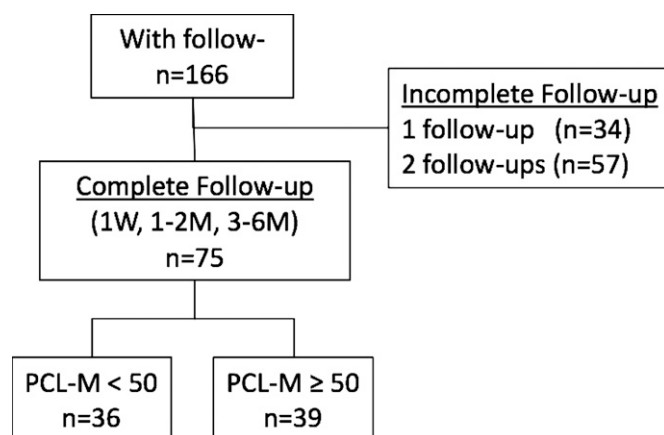 With follow-
n=166
Incomplete Follow-up
1 follow-up (n=34)
2 follow-ups (n=57)
Complete Follow-up
(1W, 1-2M, 3-6M)
n=75
PCL-M < 50
n=36
PCL-M ≥ 50
n=39